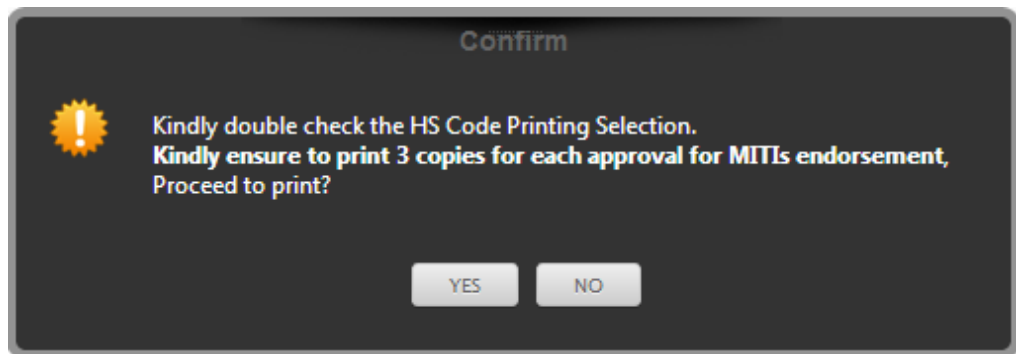 Confirm
Kindly double check the HS Code Printing Selection.
Kindly ensure to print 3 copies for each approval for MITIs endorsement,
Proceed to print?
YES
NO